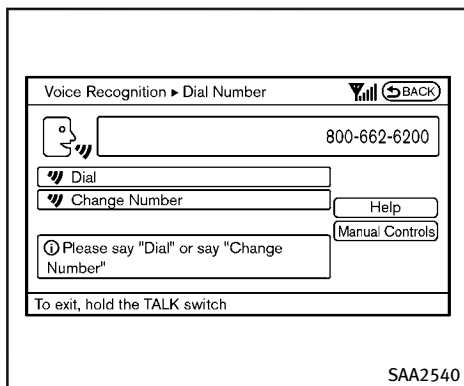 Voice Recognition ▸ Dial Number
BACK
800-662-6200
Dial
Change Number
Help
Manual Controls
Please say "Dial" or say "Change
Number"
To exit, hold the TALK switch
SAA2540